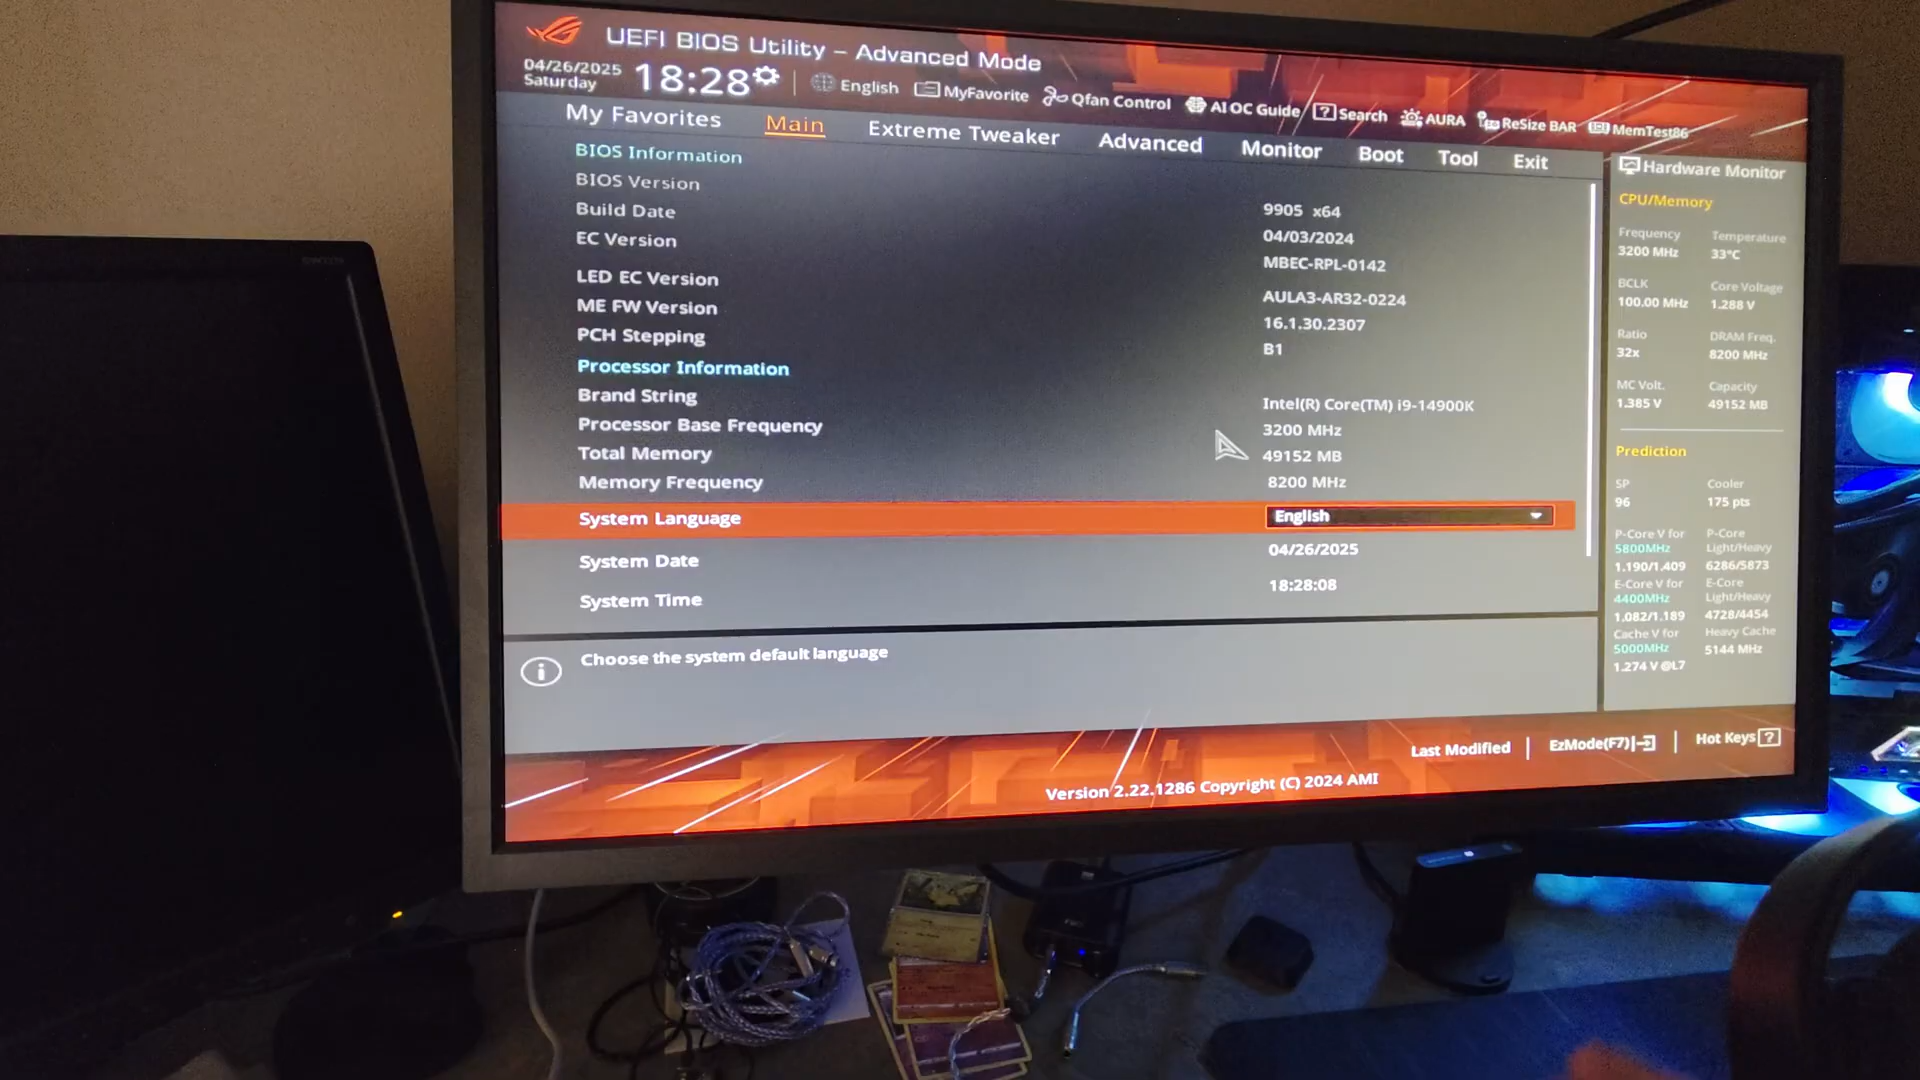 UEFI BIOS Utility – Advanced Mode
04/26/2025
Saturday
18:28
English
MyFavorite
Qfan Control
AI OC Guide
Search
AURA
ReSize BAR
MemTest86
My Favorites
Main
Extreme Tweaker
Advanced
Monitor
Boot
Tool
Exit
BIOS Information
BIOS Version
9905 x64
Build Date
04/03/2024
EC Version
MBEC-RPL-0142
LED EC Version
AULA3-AR32-0224
ME FW Version
16.1.30.2307
PCH Stepping
B1
Processor Information
Brand String
Intel(R) Core(TM) i9-14900K
Processor Base Frequency
3200 MHz
Total Memory
49152 MB
Memory Frequency
8200 MHz
System Language
English
System Date
04/26/2025
System Time
18:28:08
Choose the system default language
Hardware Monitor
CPU/Memory
Frequency
Temperature
3200 MHz
33°C
BCLK
Core Voltage
100.00 MHz
1.288 V
Ratio
DRAM Freq.
32x
8200 MHz
MC Volt.
Capacity
1.385 V
49152 MB
Prediction
SP
Cooler
96
175 pts
P-Core V for
P-Core
5800MHz
Light/Heavy
1.190/1.409
6286/5873
E-Core V for
E-Core
4400MHz
Light/Heavy
1.082/1.189
4728/4454
Cache V for
Heavy Cache
5000MHz
5144 MHz
1.274 V @L7
Last Modified
EzMode(F7)
Hot Keys ?
Version 2.22.1286 Copyright (C) 2024 AMI